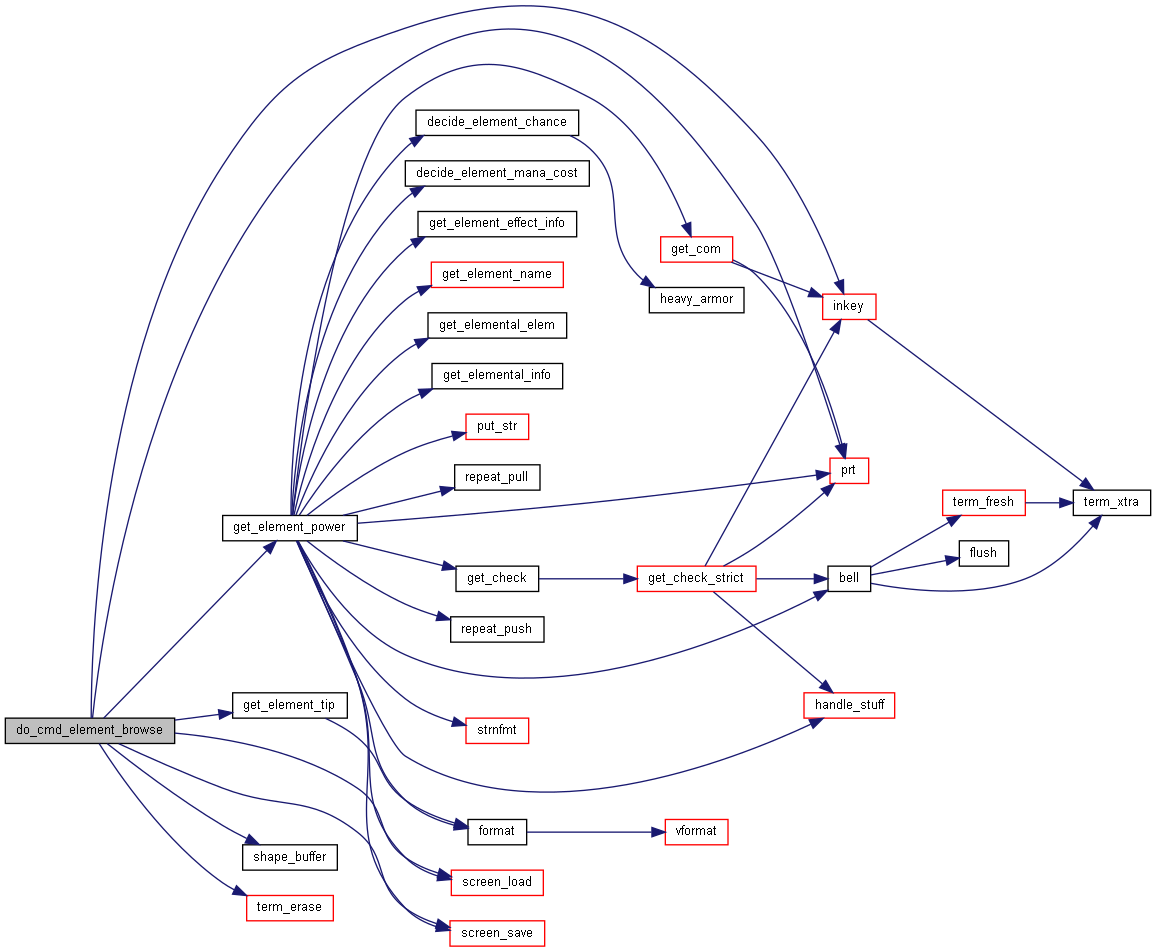 decide_element_chance
decide_element_mana_cost
get_element_effect_info
get_com
get_element_name
heavy_armor
inkey
get_elemental_elem
get_elemental_info
put_str
prt
repeat_pull
term_fresh
term_xtra
get_element_power
flush
get_check
get_check_strict
bell
repeat_push
get_element_tip
handle_stuff
do_cmd_element_browse
strnfmt
format
vformat
shape_buffer
screen_load
term_erase
screen_save